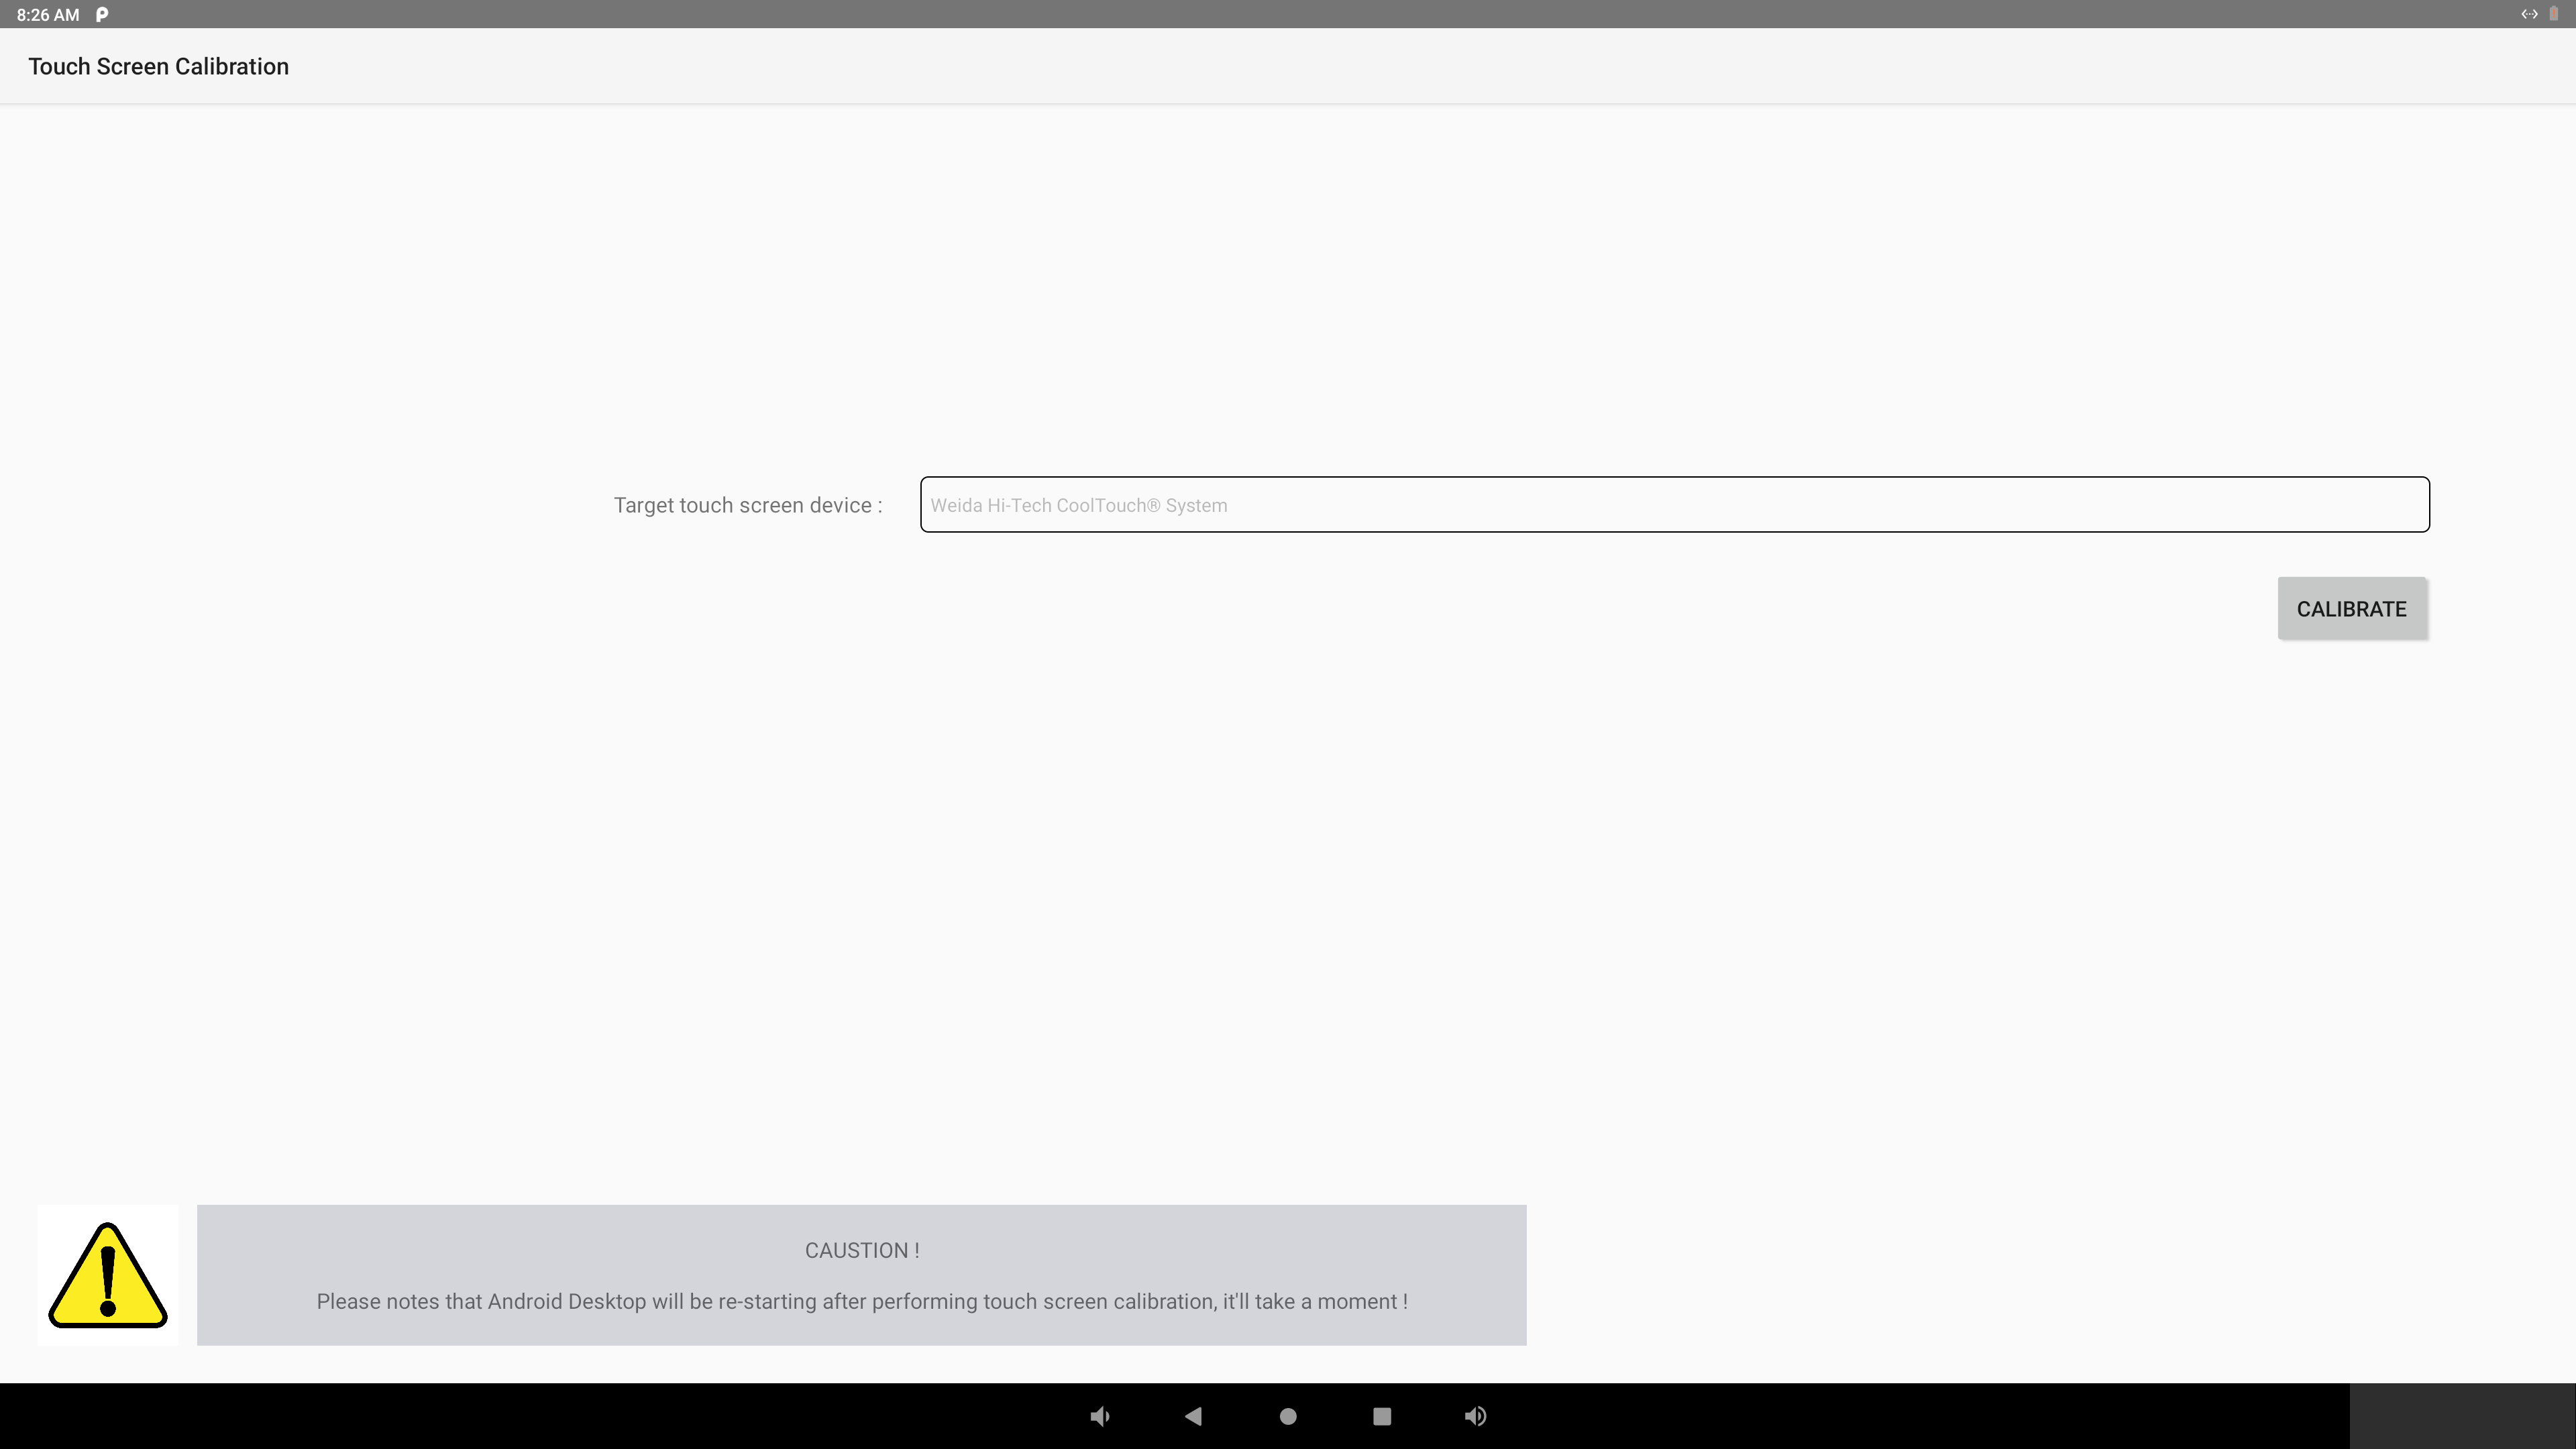 8:26 AM
Touch Screen Calibration
Target touch screen device :
Weida Hi-Tech CoolTouch® System
CALIBRATE
CAUSTION !
Please notes that Android Desktop will be re-starting after performing touch screen calibration, it'll take a moment !